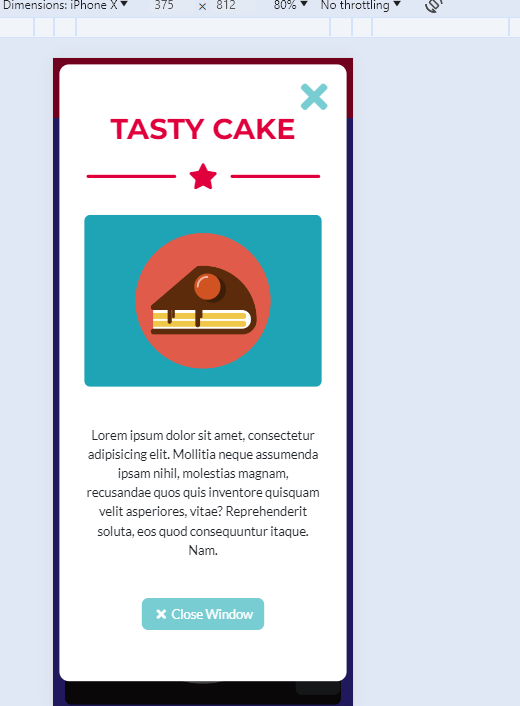 Dimensions: iPhone X 375 × 812 80% No throttling
TASTY CAKE
Lorem ipsum dolor sit amet, consectetur
adipisicing elit. Mollitia neque assumenda
ipsam nihil, molestias magnam,
recusandae quos quis inventore quisquam
velit asperiores, vitae? Reprehenderit
soluta, eos quod consequuntur itaque.
Nam.
Close Window